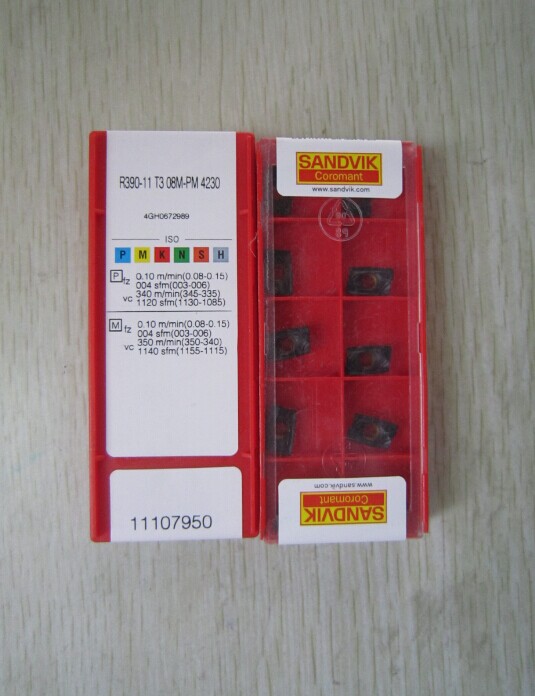 R390-11 T3 08M-PM 4230
4GH0672989
ISO
P M K N S H
P fz 0.10 m/min(0.08-0.15)
004 sfm(003-006)
vc 340 m/min(345-335)
1120 sfm(1130-1085)
M fz 0.10 m/min(0.08-0.15)
004 sfm(003-006)
vc 350 m/min(350-340)
1140 sfm(1155-1115)
11107950
SANDVIK
Coromant
www.sandvik.com
PS
SANDVIK
Coromant
www.sandvik.com